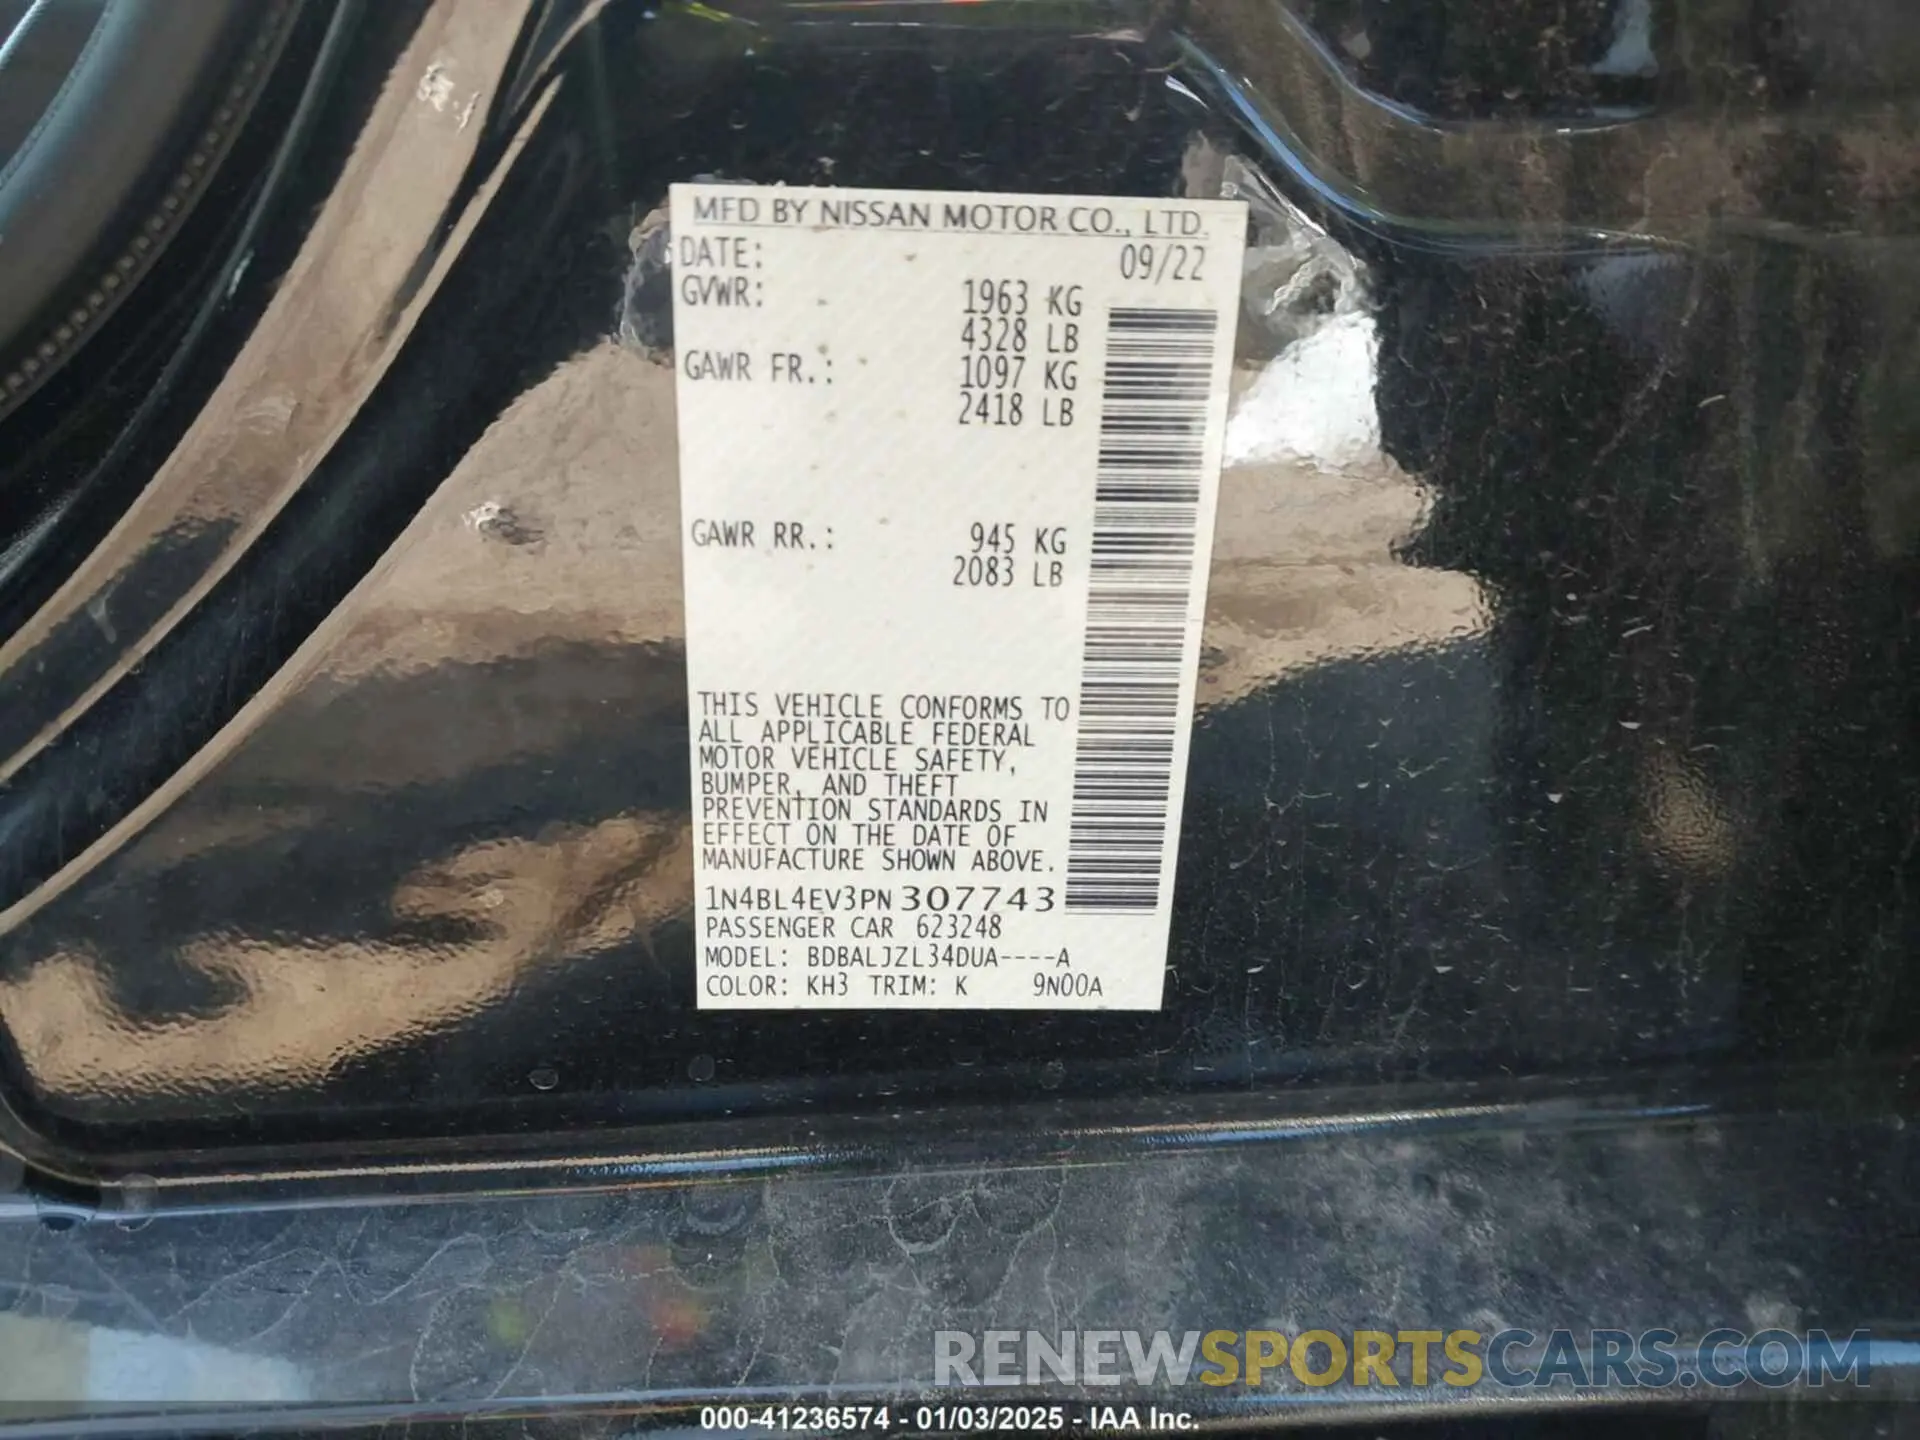 MFD BY NISSAN MOTOR CO., LTD.
DATE: 09/22
GVWR: 1963 KG
4328 LB
GAWR FR.: 1097 KG
2418 LB
GAWR RR.: 945 KG
2083 LB
THIS VEHICLE CONFORMS TO
ALL APPLICABLE FEDERAL
MOTOR VEHICLE SAFETY,
BUMPER, AND THEFT
PREVENTION STANDARDS IN
EFFECT ON THE DATE OF
MANUFACTURE SHOWN ABOVE.
1N4BL4EV3PN307743
PASSENGER CAR 623248
MODEL: BDBALJZL34DUA----A
COLOR: KH3 TRIM: K 9N00A
RENEWSPORTSCARS.COM
000-41236574 - 01/03/2025 - IAA Inc.